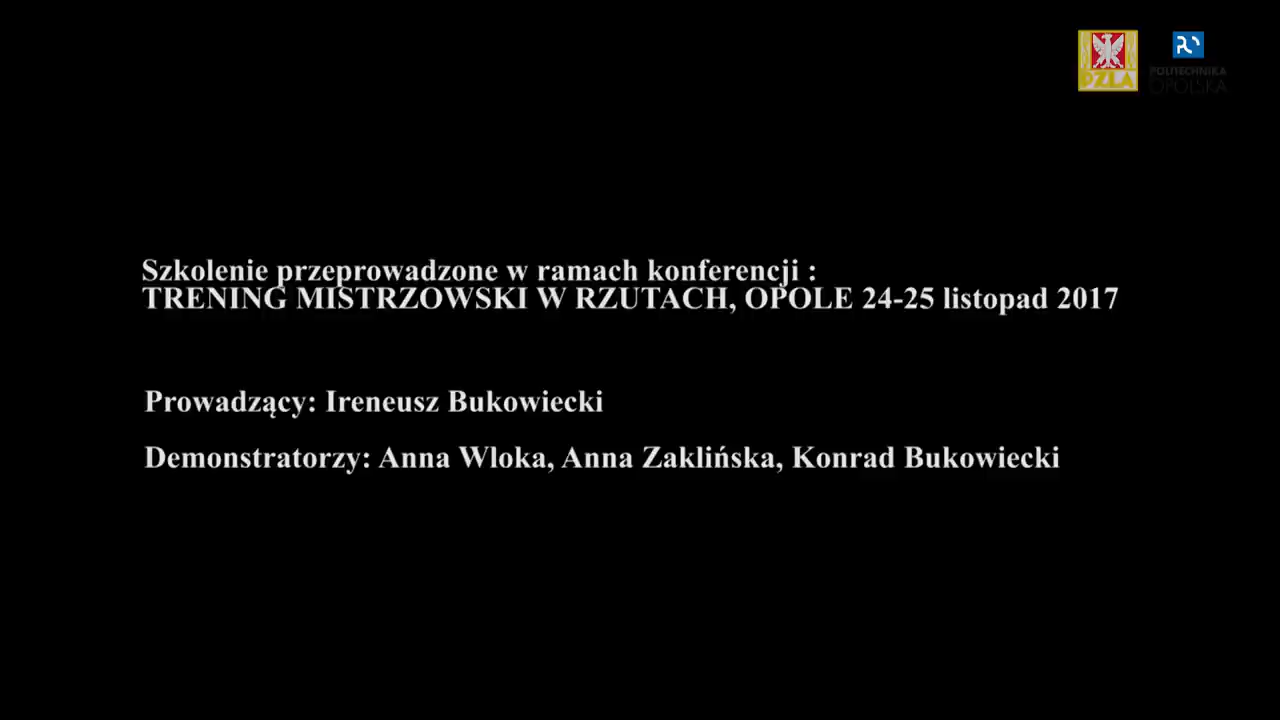 PZLA
POLITECHNIKA
OPOLSKA
Szkolenie przeprowadzone w ramach konferencji :
TRENING MISTRZOWSKI W RZUTACH, OPOLE 24-25 listopad 2017
Prowadzący: Ireneusz Bukowiecki
Demonstratorzy: Anna Wloka, Anna Zaklińska, Konrad Bukowiecki